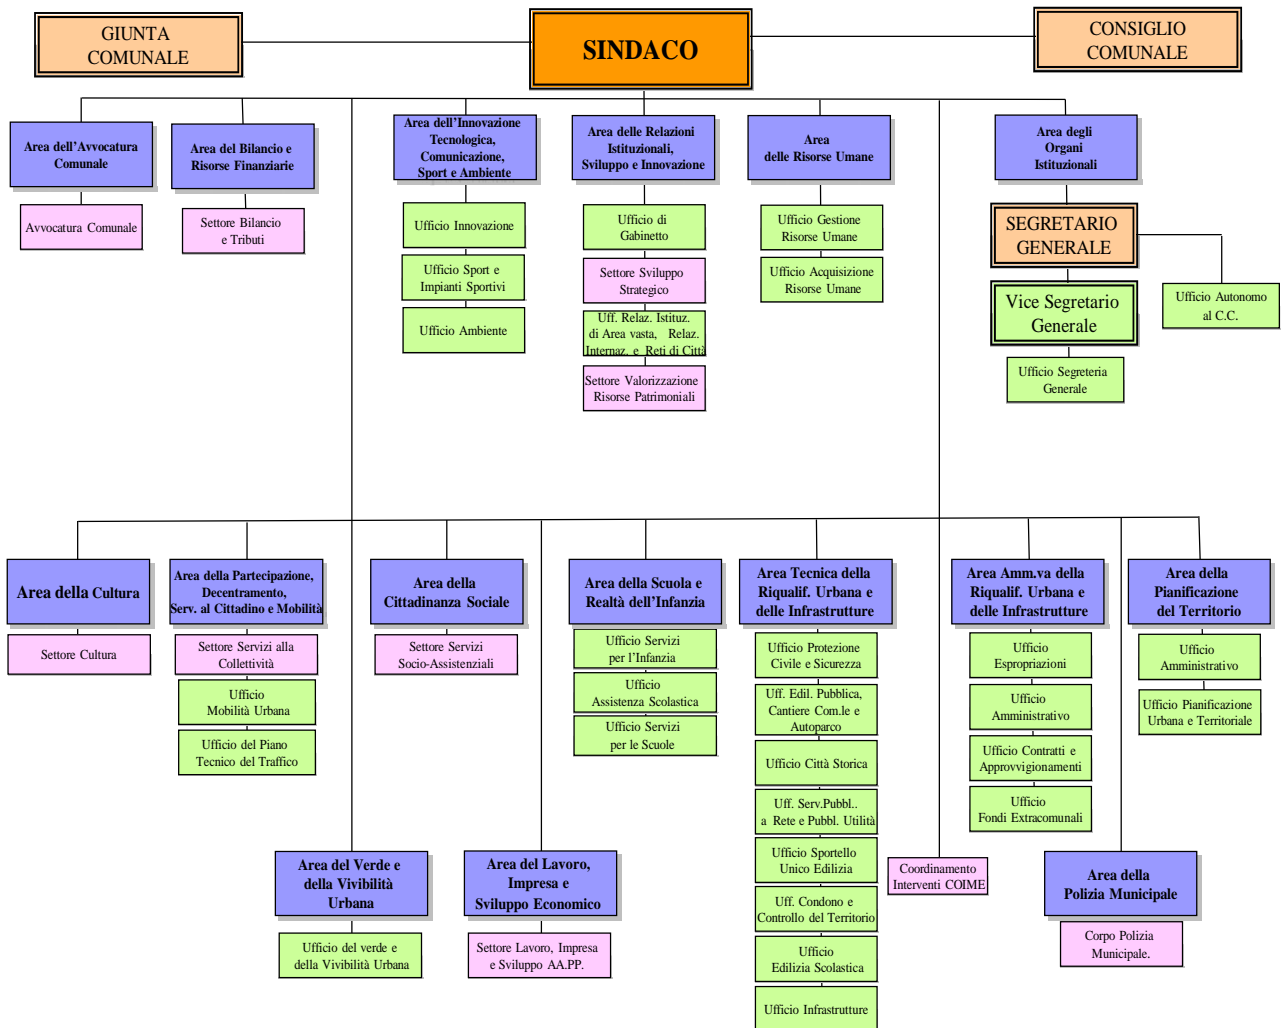 GIUNTA
COMUNALE
SINDACO
CONSIGLIO
COMUNALE
Area dell'Avvocatura
Comunale
Avvocatura Comunale
Area del Bilancio e
Risorse Finanziarie
Settore Bilancio
e Tributi
Area dell'Innovazione
Tecnologica,
Comunicazione,
Sport e Ambiente
Ufficio Innovazione
Ufficio Sport e
Impianti Sportivi
Ufficio Ambiente
Area delle Relazioni
Istituzionali,
Sviluppo e Innovazione
Ufficio di
Gabinetto
Settore Sviluppo
Strategico
Uff. Relaz. Istituz.
di Area vasta, Relaz.
Internaz. e Reti di Città
Settore Valorizzazione
Risorse Patrimoniali
Area
delle Risorse Umane
Ufficio Gestione
Risorse Umane
Ufficio Acquisizione
Risorse Umane
Area degli
Organi
Istituzionali
SEGRETARIO
GENERALE
Vice Segretario
Generale
Ufficio Segreteria
Generale
Ufficio Autonomo
al C.C.
Area della Cultura
Settore Cultura
Area della Partecipazione,
Decentramento,
Serv. al Cittadino e Mobilità
Settore Servizi alla
Collettività
Ufficio
Mobilità Urbana
Ufficio del Piano
Tecnico del Traffico
Area del Verde e
della Vivibilità
Urbana
Ufficio del verde e
della Vivibilità Urbana
Area della
Cittadinanza Sociale
Settore Servizi
Socio-Assistenziali
Area del Lavoro,
Impresa e
Sviluppo Economico
Settore Lavoro, Impresa
e Sviluppo AA.PP.
Area della Scuola e
Realtà dell'Infanzia
Ufficio Servizi
per l'Infanzia
Ufficio
Assistenza Scolastica
Ufficio Servizi
per le Scuole
Area Tecnica della
Riqualif. Urbana e
delle Infrastrutture
Ufficio Protezione
Civile e Sicurezza
Uff. Edil. Pubblica,
Cantiere Com.le e
Autoparco
Ufficio Città Storica
Uff. Serv.Pubbl..
a Rete e Pubbl. Utilità
Ufficio Sportello
Unico Edilizia
Uff. Condono e
Controllo del Territorio
Ufficio
Edilizia Scolastica
Ufficio Infrastrutture
Coordinamento
Interventi COIME
Area Amm.va della
Riqualif. Urbana e
delle Infrastrutture
Ufficio
Espropriazioni
Ufficio
Amministrativo
Ufficio Contratti e
Approvvigionamenti
Ufficio
Fondi Extracomunali
Area della
Polizia Municipale
Corpo Polizia
Municipale.
Area della
Pianificazione
del Territorio
Ufficio
Amministrativo
Ufficio Pianificazione
Urbana e Territoriale